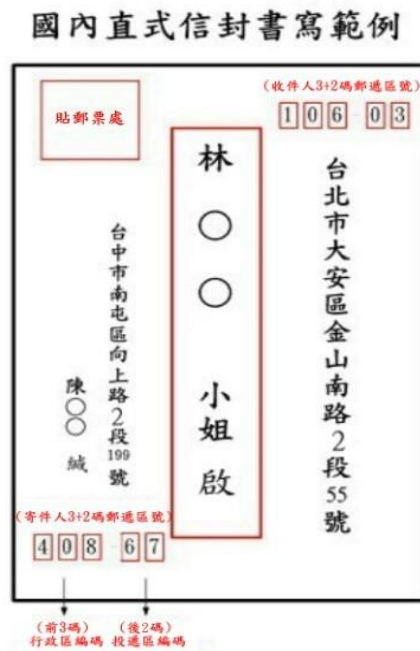 國內直式信封書寫範例
(收件人3+2碼郵遞區號)
106-03
台北市大安區金山南路2段55號
林○○ 小姐 啟
貼郵票處
台中市南屯區向上路2段199號
陳○○ 緘
(寄件人3+2碼郵遞區號)
408-67
(前3碼)
行政區編碼
(後2碼)
投遞區編碼